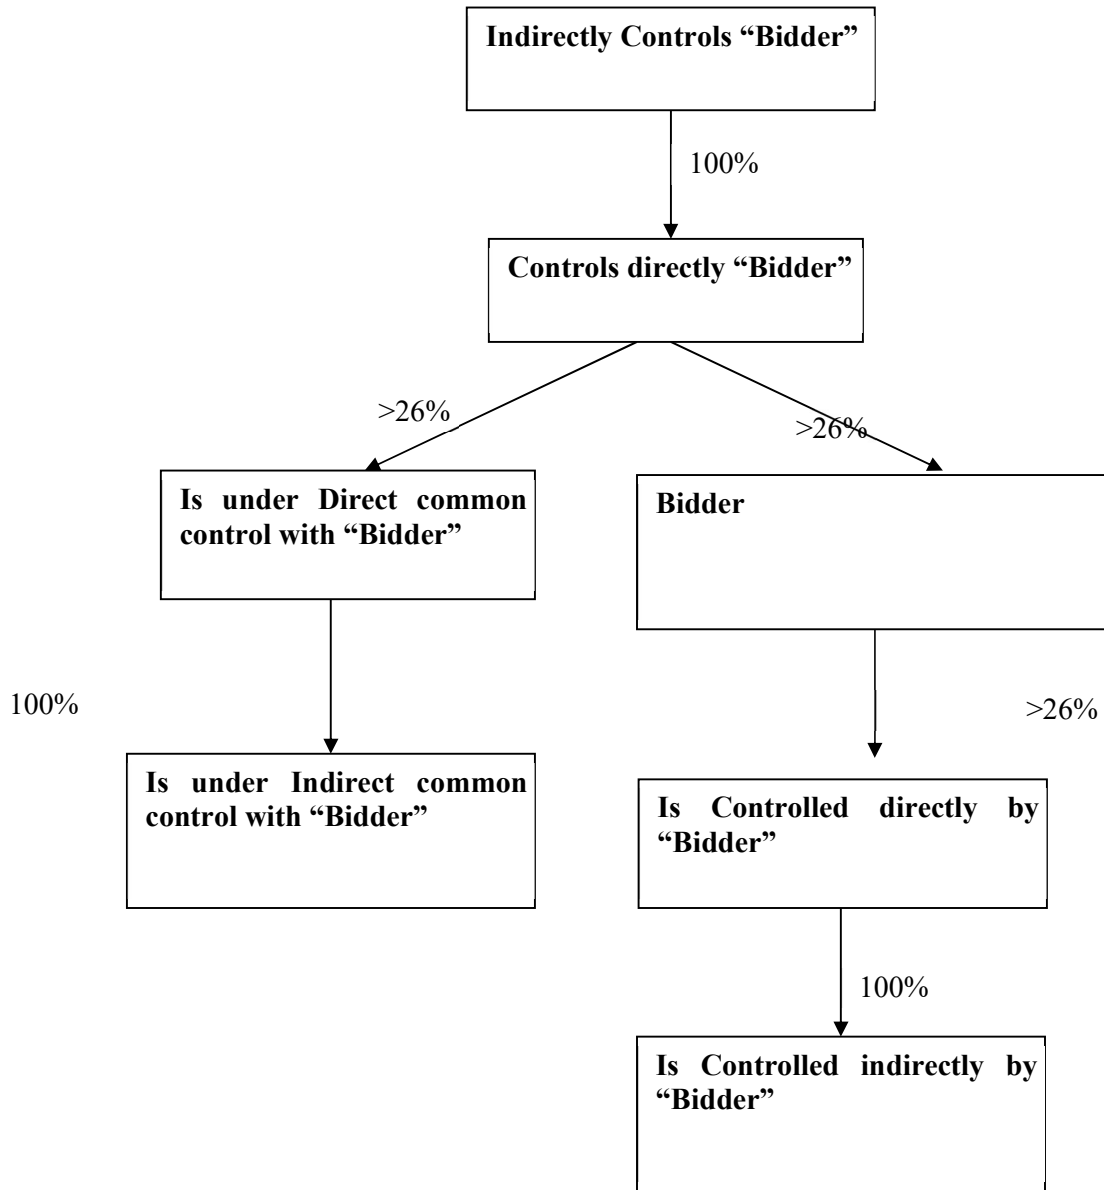 Indirectly Controls “Bidder”
100%
Controls directly “Bidder”
>26%
>26%
Is under Direct common
control with “Bidder”
Bidder
100%
>26%
Is under Indirect common
control with “Bidder”
Is Controlled directly by
“Bidder”
100%
Is Controlled indirectly by
“Bidder”